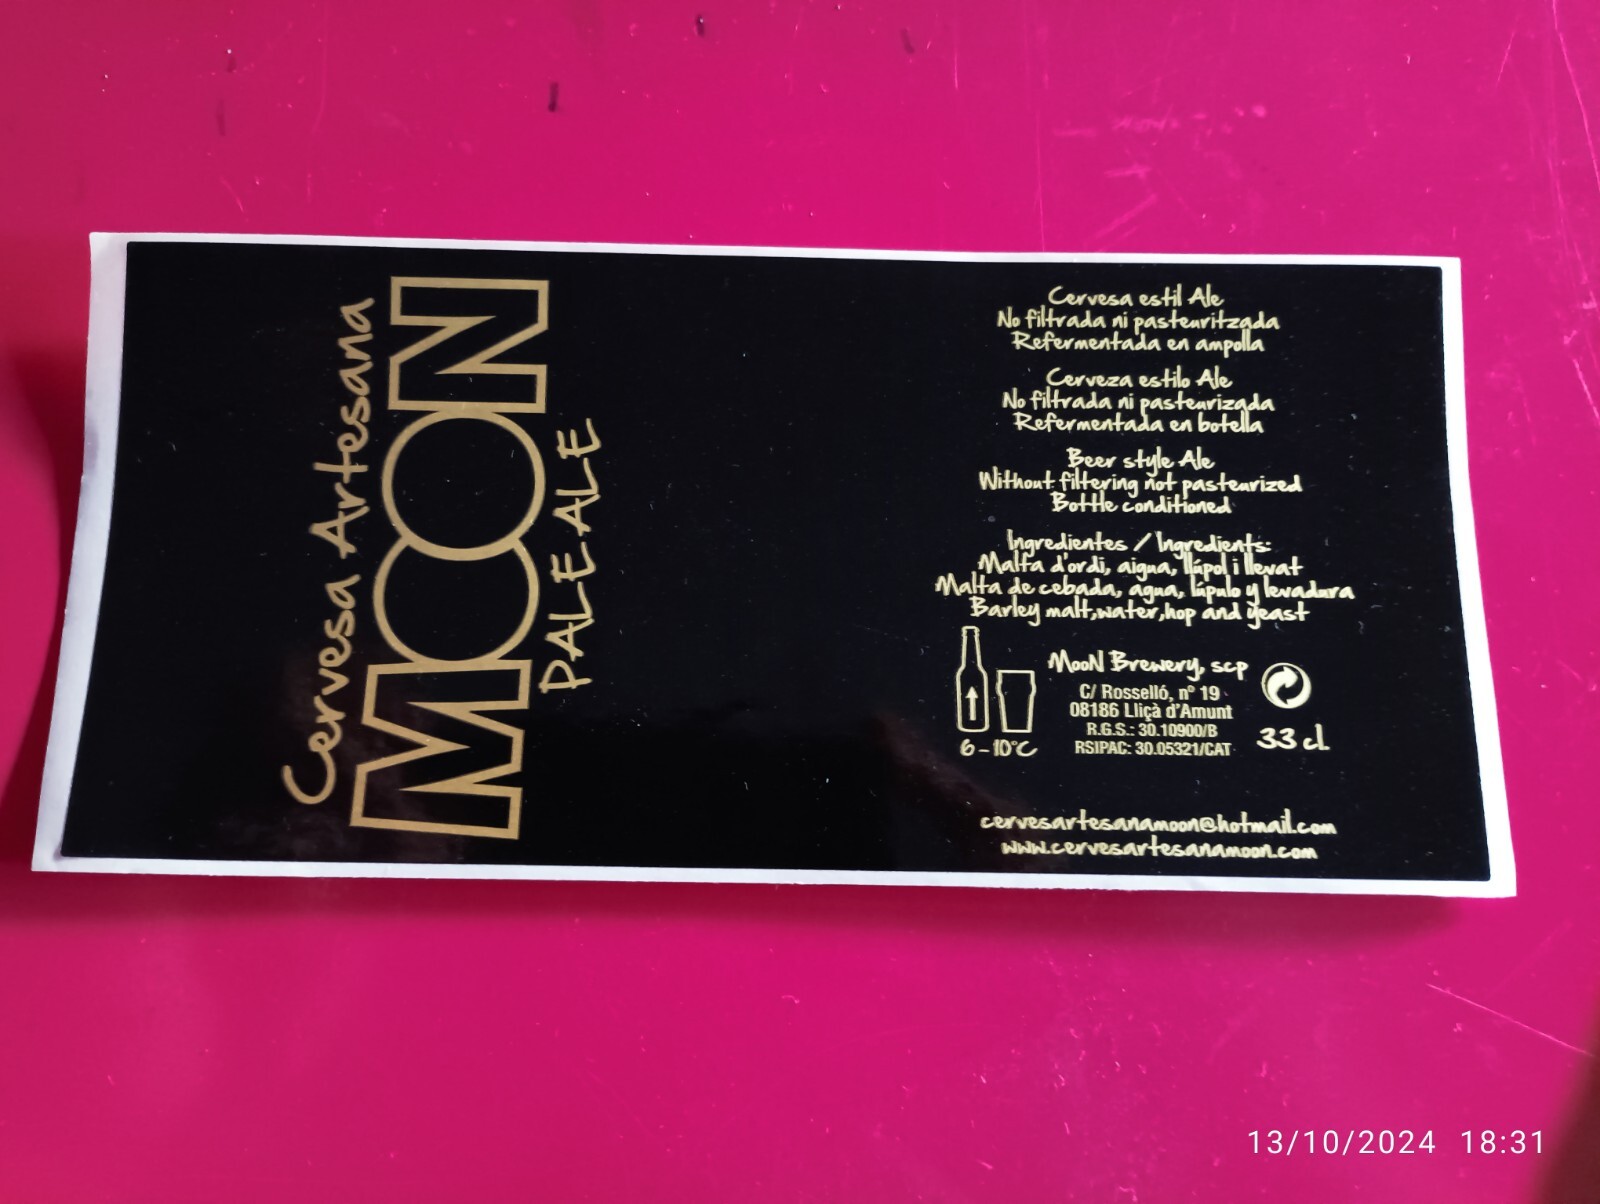 Cervesa Artesana
MOON
PALE ALE
Cervesa estil Ale
No filtrada ni pasteuritzada
Refermentada en ampolla
Cerveza estilo Ale
No filtrada ni pasteurizada
Refermentada en botella
Beer style Ale
Without filtering not pasteurized
Bottle conditioned
Ingredientes / Ingredients:
Malta d'ordi, aigua, llúpol i llevat
Malta de cebada, agua, lúpulo y levadura
Barley malt,water,hop and yeast
MooN Brewery, scp
C/ Rosselló, nº 19
08186 Lliçà d'Amunt
R.G.S.: 30.10900/B
RSIPAC: 30.05321/CAT
6-10°C
33 cl.
cervesartesanamoon@hotmail.com
www.cervesartesanamoon.com
13/10/2024 18:31